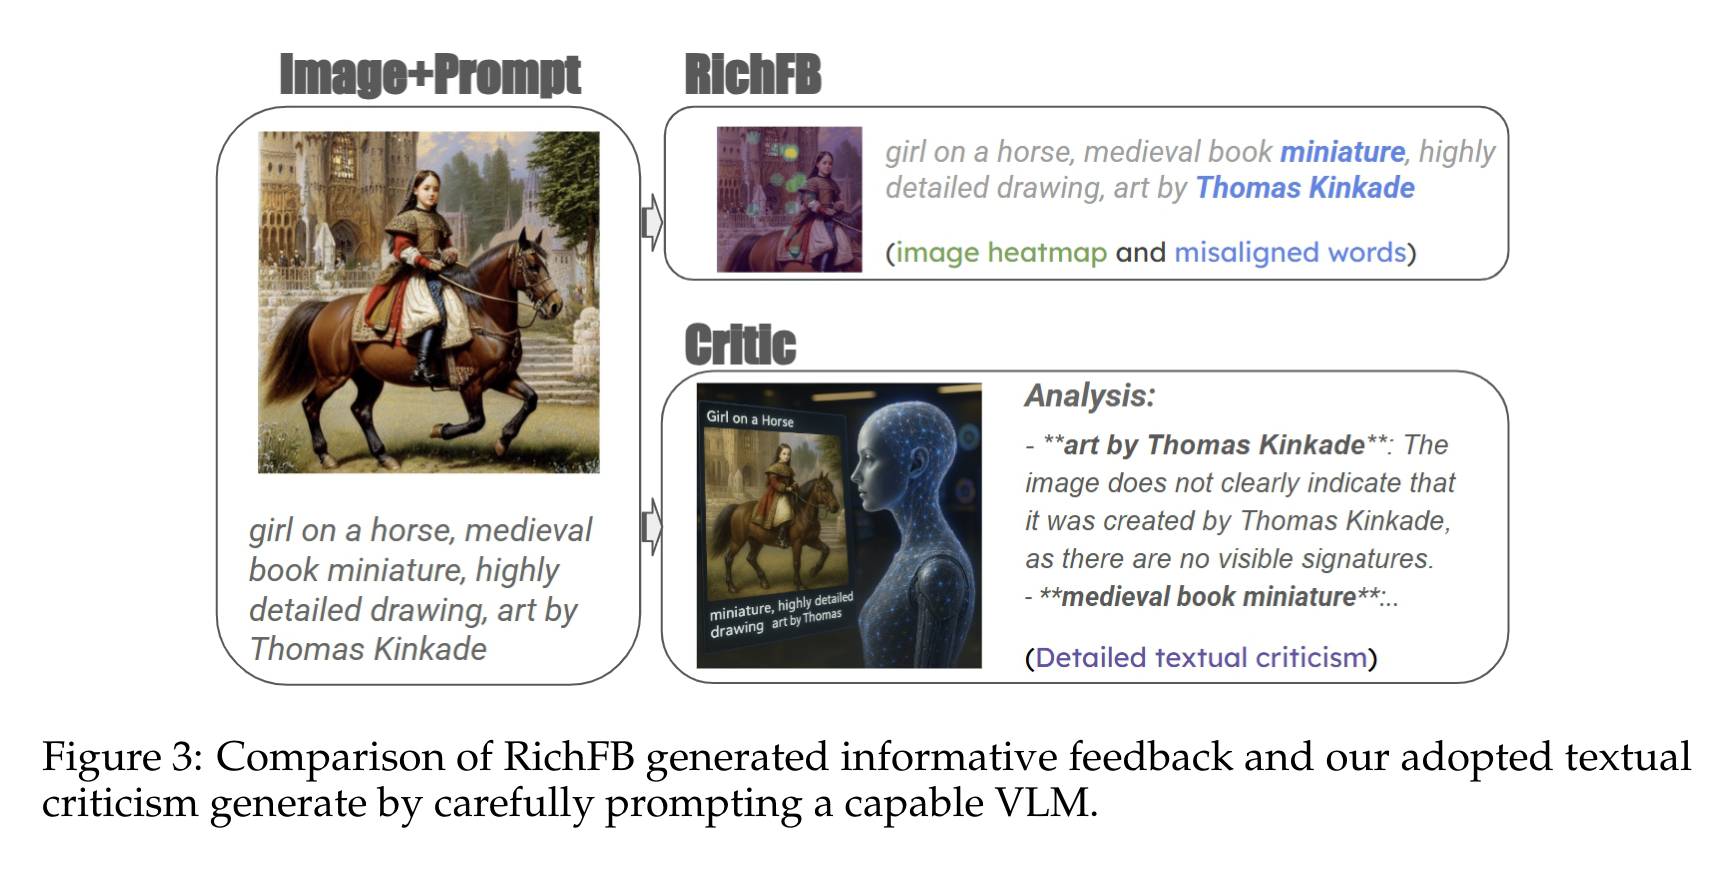 Image+Prompt
girl on a horse, medieval
book miniature, highly
detailed drawing, art by
Thomas Kinkade
RichFB
girl on a horse, medieval book miniature, highly
detailed drawing, art by Thomas Kinkade
(image heatmap and misaligned words)
Critic
Girl on a Horse
miniature, highly detailed
drawing art by Thomas
Analysis:
- **art by Thomas Kinkade**: The
image does not clearly indicate that
it was created by Thomas Kinkade,
as there are no visible signatures.
- **medieval book miniature**:..
(Detailed textual criticism)
Figure 3: Comparison of RichFB generated informative feedback and our adopted textual
criticism generate by carefully prompting a capable VLM.